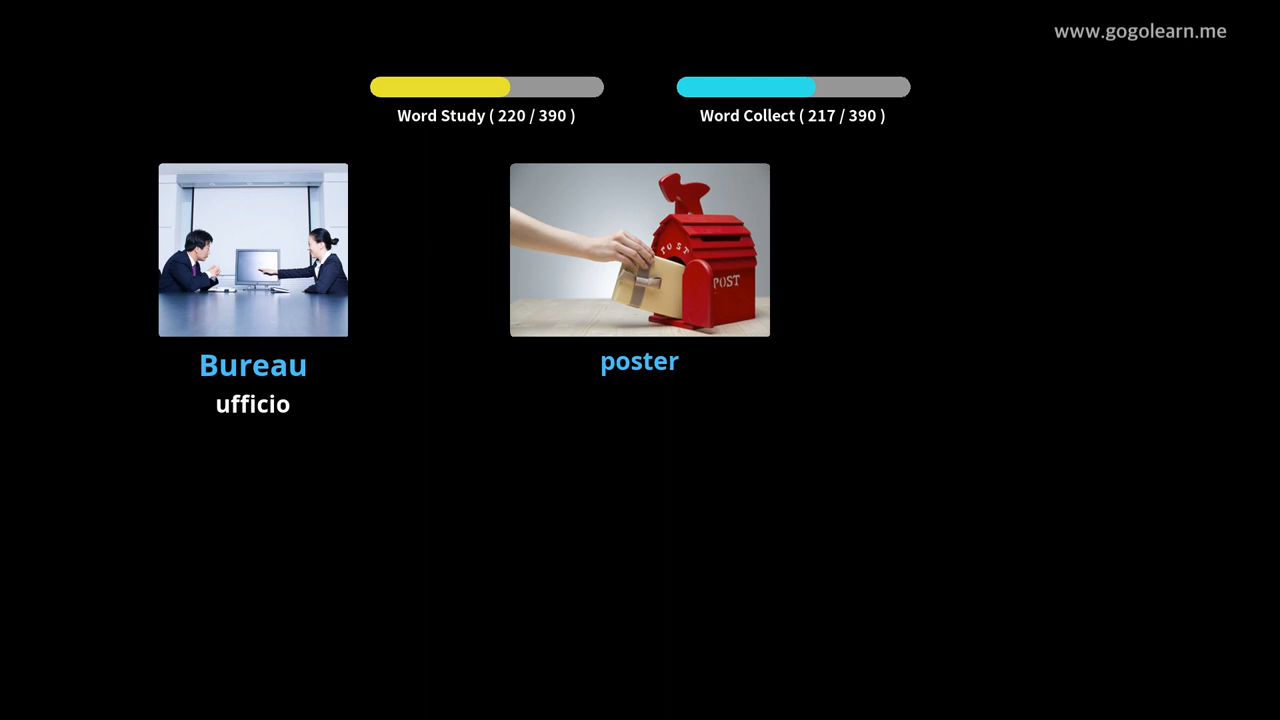 www.gogolearn.me
Word Study ( 220 / 390 )
Word Collect ( 217 / 390 )
POST
POST
Bureau
ufficio
poster